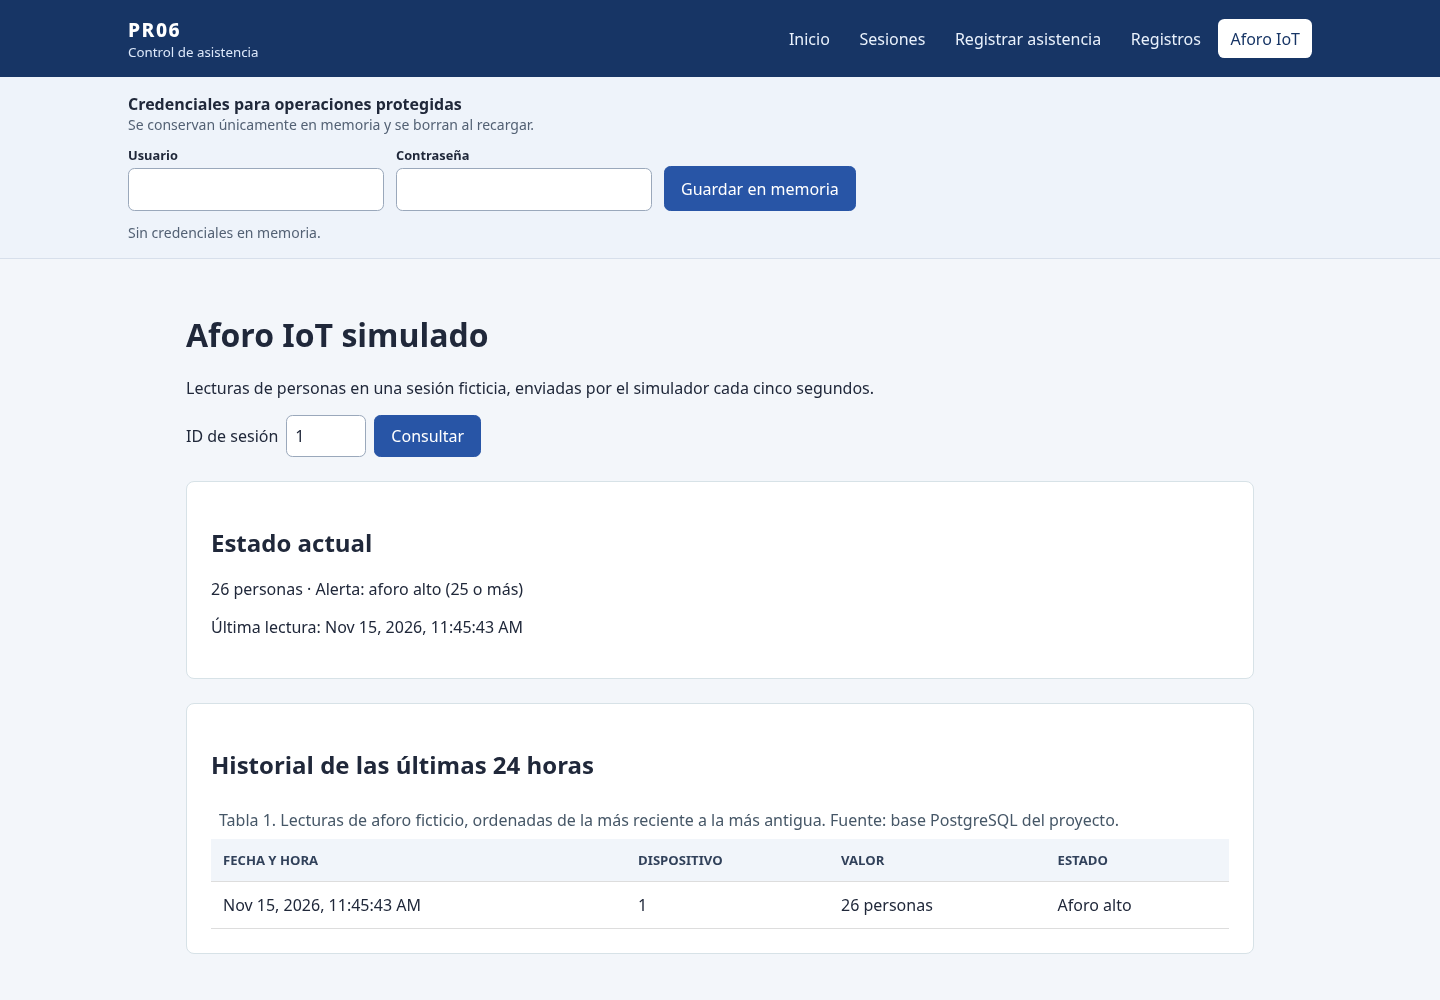 PR06
Control de asistencia
Inicio
Sesiones
Registrar asistencia
Registros
Aforo IoT
Credenciales para operaciones protegidas
Se conservan únicamente en memoria y se borran al recargar.
Usuario
Contraseña
Guardar en memoria
Sin credenciales en memoria.
Aforo IoT simulado
Lecturas de personas en una sesión ficticia, enviadas por el simulador cada cinco segundos.
ID de sesión 1 Consultar
Estado actual
26 personas · Alerta: aforo alto (25 o más)
Última lectura: Nov 15, 2026, 11:45:43 AM
Historial de las últimas 24 horas
Tabla 1. Lecturas de aforo ficticio, ordenadas de la más reciente a la más antigua. Fuente: base PostgreSQL del proyecto.
FECHA Y HORA DISPOSITIVO VALOR ESTADO
Nov 15, 2026, 11:45:43 AM 1 26 personas Aforo alto